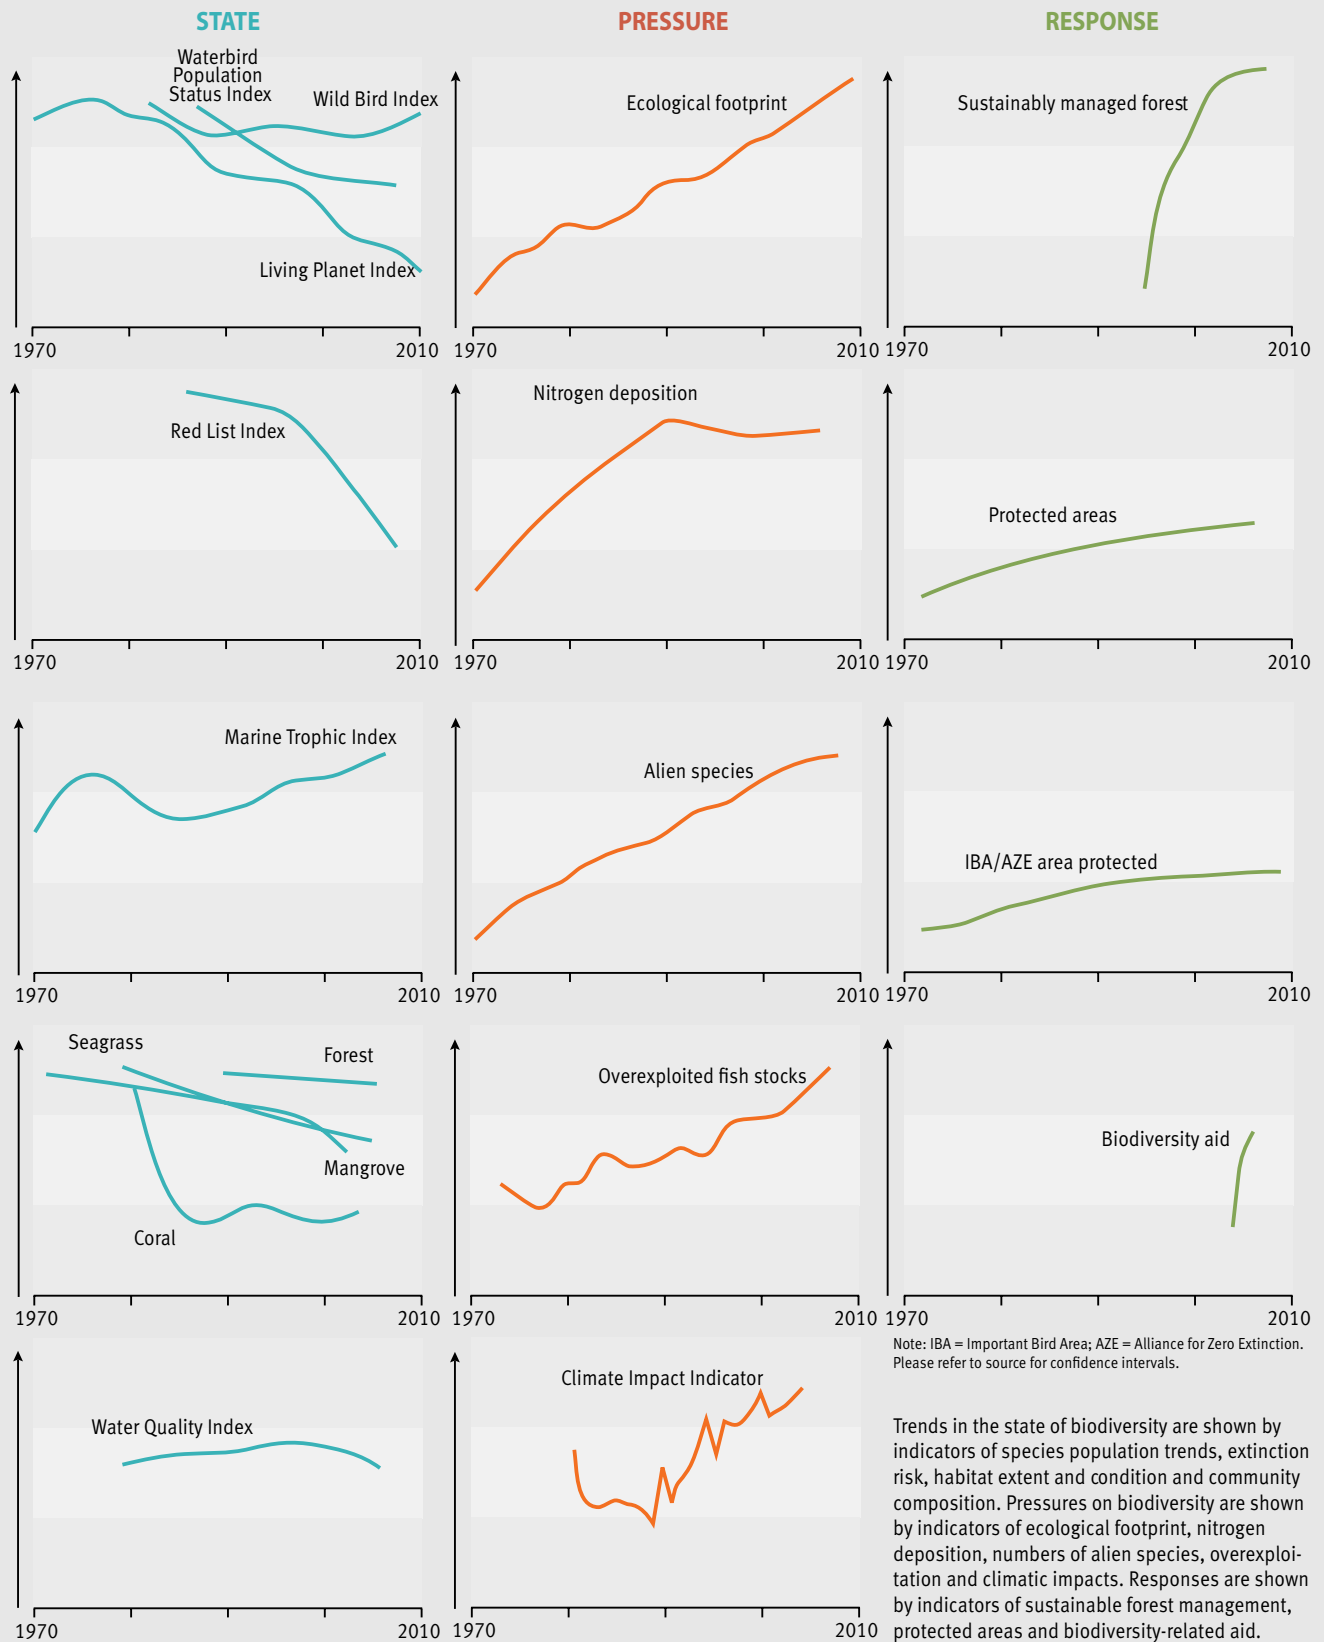 STATE
PRESSURE
RESPONSE
Waterbird
Population
Status Index
Wild Bird Index
Living Planet Index
1970
2010
Ecological footprint
1970
2010
Sustainably managed forest
1970
2010
Red List Index
1970
2010
Nitrogen deposition
1970
2010
Protected areas
1970
2010
Marine Trophic Index
1970
2010
Alien species
1970
2010
IBA/AZE area protected
1970
2010
Seagrass
Forest
Mangrove
Coral
1970
2010
Overexploited fish stocks
1970
2010
Biodiversity aid
1970
2010
Water Quality Index
1970
2010
Climate Impact Indicator
1970
2010
Note: IBA = Important Bird Area; AZE = Alliance for Zero Extinction.
Please refer to source for confidence intervals.
Trends in the state of biodiversity are shown by
indicators of species population trends, extinction
risk, habitat extent and condition and community
composition. Pressures on biodiversity are shown
by indicators of ecological footprint, nitrogen
deposition, numbers of alien species, overexploi-
tation and climatic impacts. Responses are shown
by indicators of sustainable forest management,
protected areas and biodiversity-related aid.